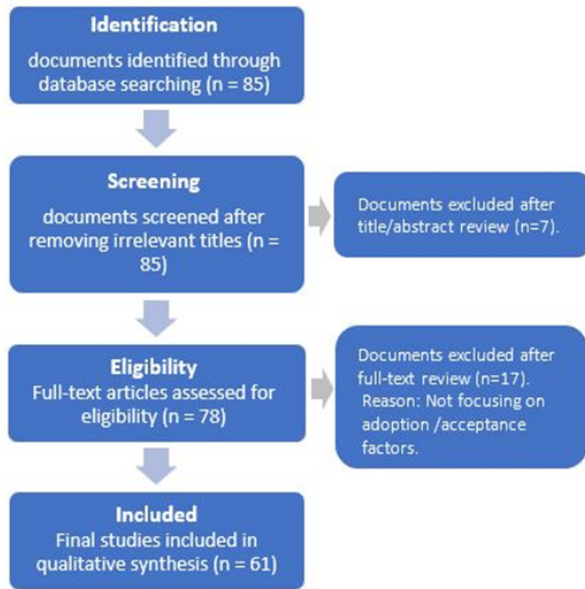 Identification
documents identified through
database searching (n = 85)
Screening
documents screened after
removing irrelevant titles (n =
85)
Documents excluded after
title/abstract review (n=7).
Eligibility
Full-text articles assessed for
eligibility (n = 78)
Documents excluded after
full-text review (n=17).
Reason: Not focusing on
adoption /acceptance
factors.
Included
Final studies included in
qualitative synthesis (n = 61)